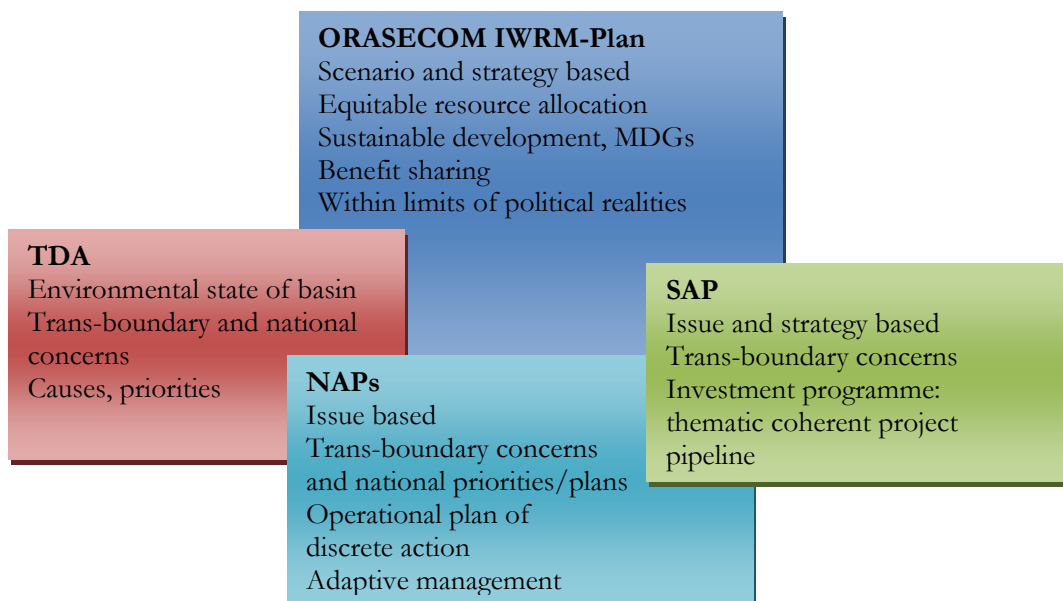 ORASECOM IWRM-Plan
Scenario and strategy based
Equitable resource allocation
Sustainable development, MDGs
Benefit sharing
Within limits of political realities
TDA
Environmental state of basin
Trans-boundary and national
concerns
Causes, priorities
SAP
Issue and strategy based
Trans-boundary concerns
Investment programme:
thematic coherent project
pipeline
NAPs
Issue based
Trans-boundary concerns
and national priorities/plans
Operational plan of
discrete action
Adaptive management